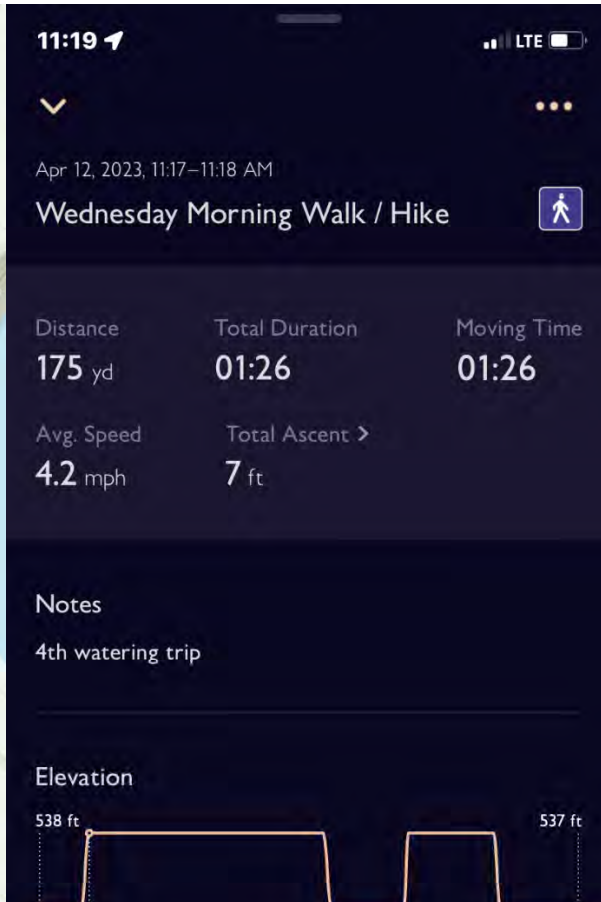 11:19
LTE
Apr 12, 2023, 11:17–11:18 AM
Wednesday Morning Walk / Hike
Distance Total Duration Moving Time
175 yd 01:26 01:26
Avg. Speed Total Ascent >
4.2 mph 7 ft
Notes
4th watering trip
Elevation
538 ft 537 ft